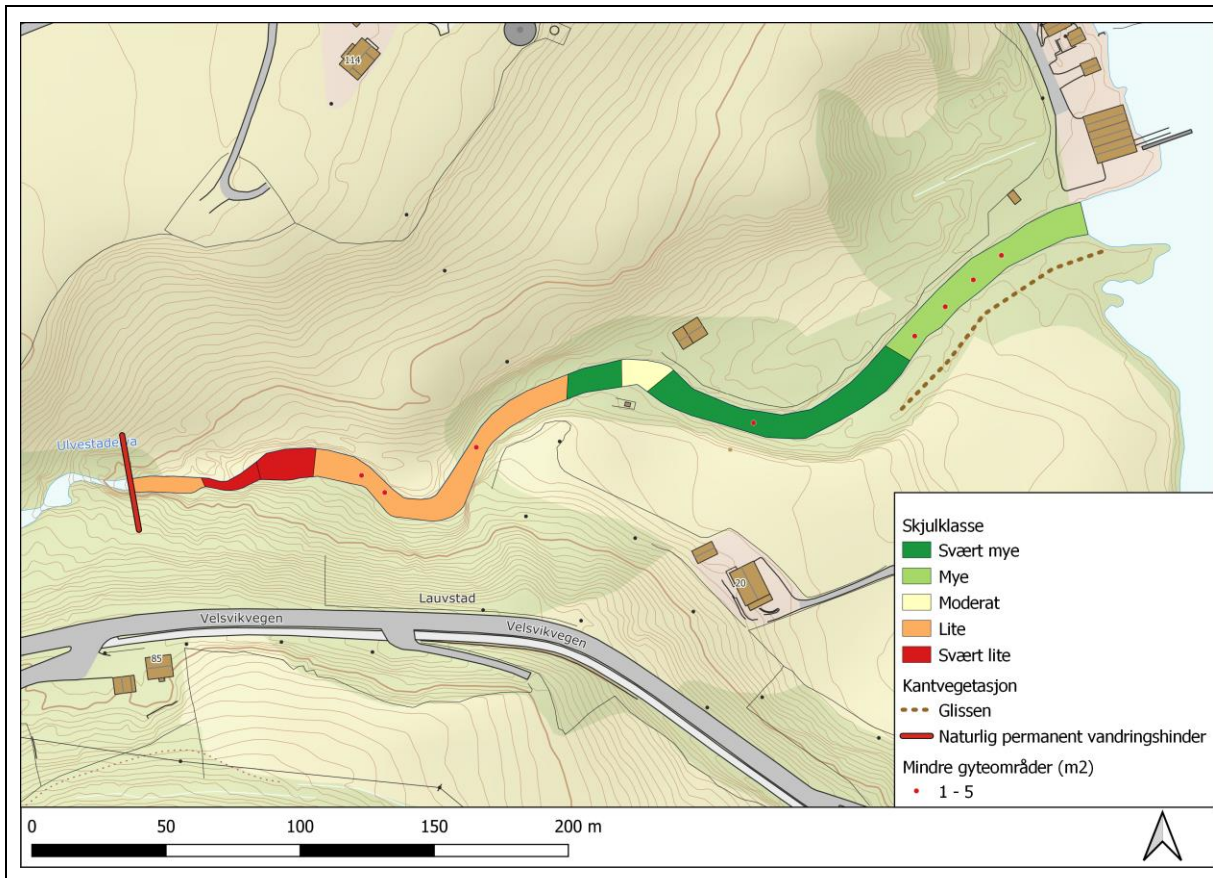 114
Ulvestadelva
Lauvstad
Velsvikvegen
Velsvikvegen
85
120
Skjulklasse
Svært mye
Mye
Moderat
Lite
Svært lite
Kantvegetasjon
Glissen
Naturlig permanent vandringshinder
Mindre gyteområder (m2)
1 - 5
0 50 100 150 200 m